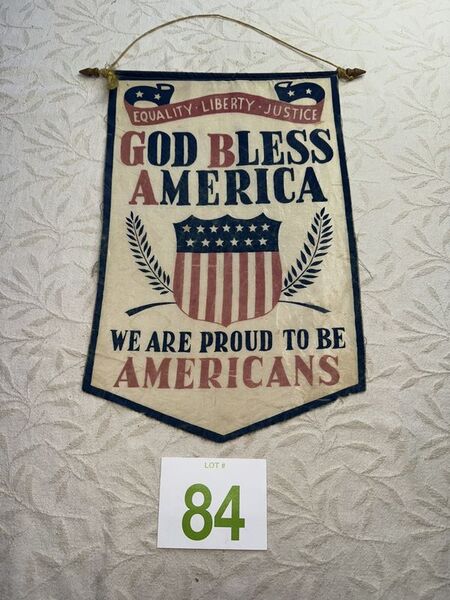 EQUALITY · LIBERTY · JUSTICE
GOD BLESS
AMERICA
WE ARE PROUD TO BE
AMERICANS
LOT #
84